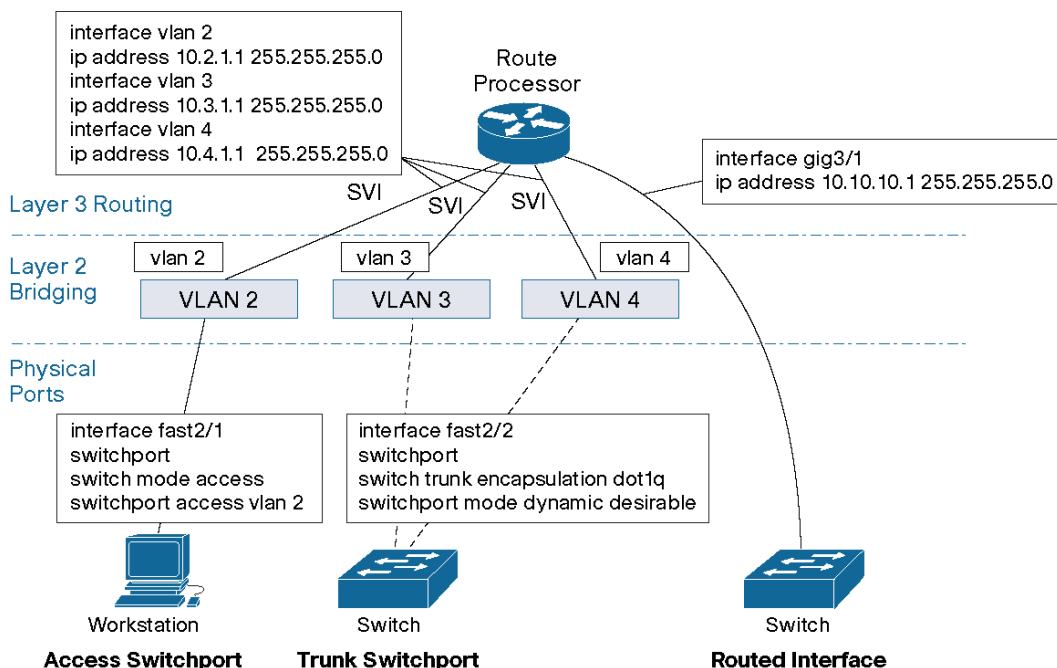 interface vlan 2
ip address 10.2.1.1 255.255.255.0
interface vlan 3
ip address 10.3.1.1 255.255.255.0
interface vlan 4
ip address 10.4.1.1 255.255.255.0
Route
Processor
interface gig3/1
ip address 10.10.10.1 255.255.255.0
SVI
SVI
SVI
Layer 3 Routing
vlan 2
vlan 3
vlan 4
Layer 2
Bridging
VLAN 2
VLAN 3
VLAN 4
Physical
Ports
interface fast2/1
switchport
switch mode access
switchport access vlan 2
interface fast2/2
switchport
switch trunk encapsulation dot1q
switchport mode dynamic desirable
Workstation
Switch
Switch
Access Switchport
Trunk Switchport
Routed Interface